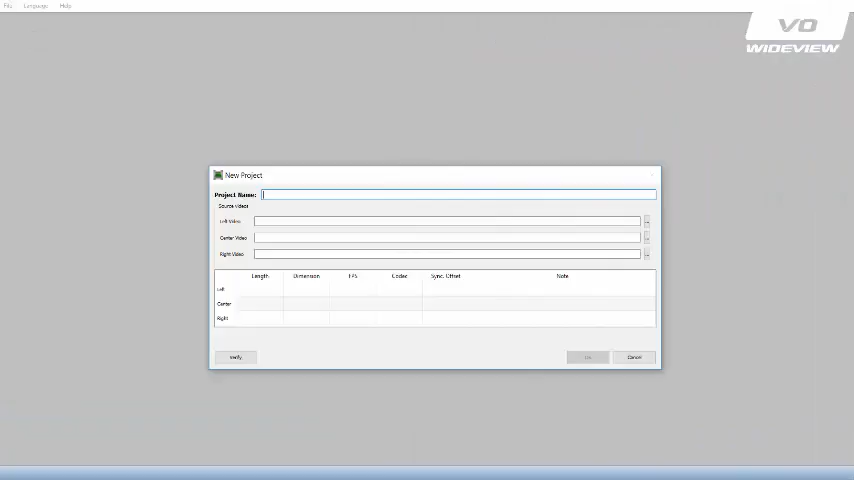 File Language Help
VO
WIDEVIEW
New Project
Project Name:
Source Videos
Left Video
...
Center Video
...
Right Video
...
Length Dimension FPS Codec Sync. Offset Note
Left
Center
Right
Verify Cancel